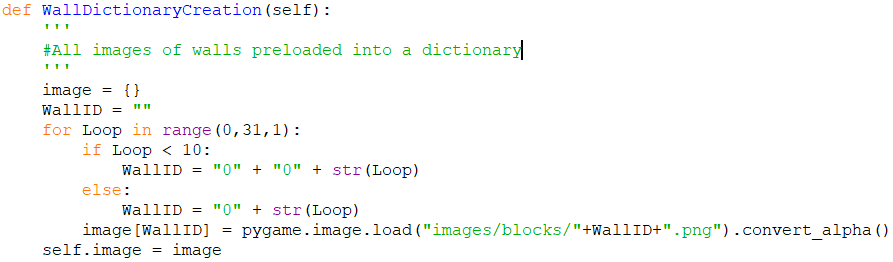 def WallDictionaryCreation(self):
    '''
    #All images of walls preloaded into a dictionary
    '''
    image = {}
    WallID = ""
    for Loop in range(0,31,1):
        if Loop < 10:
            WallID = "0" + "0" + str(Loop)
        else:
            WallID = "0" + str(Loop)
        image[WallID] = pygame.image.load("images/blocks/"+WallID+".png").convert_alpha()
    self.image = image